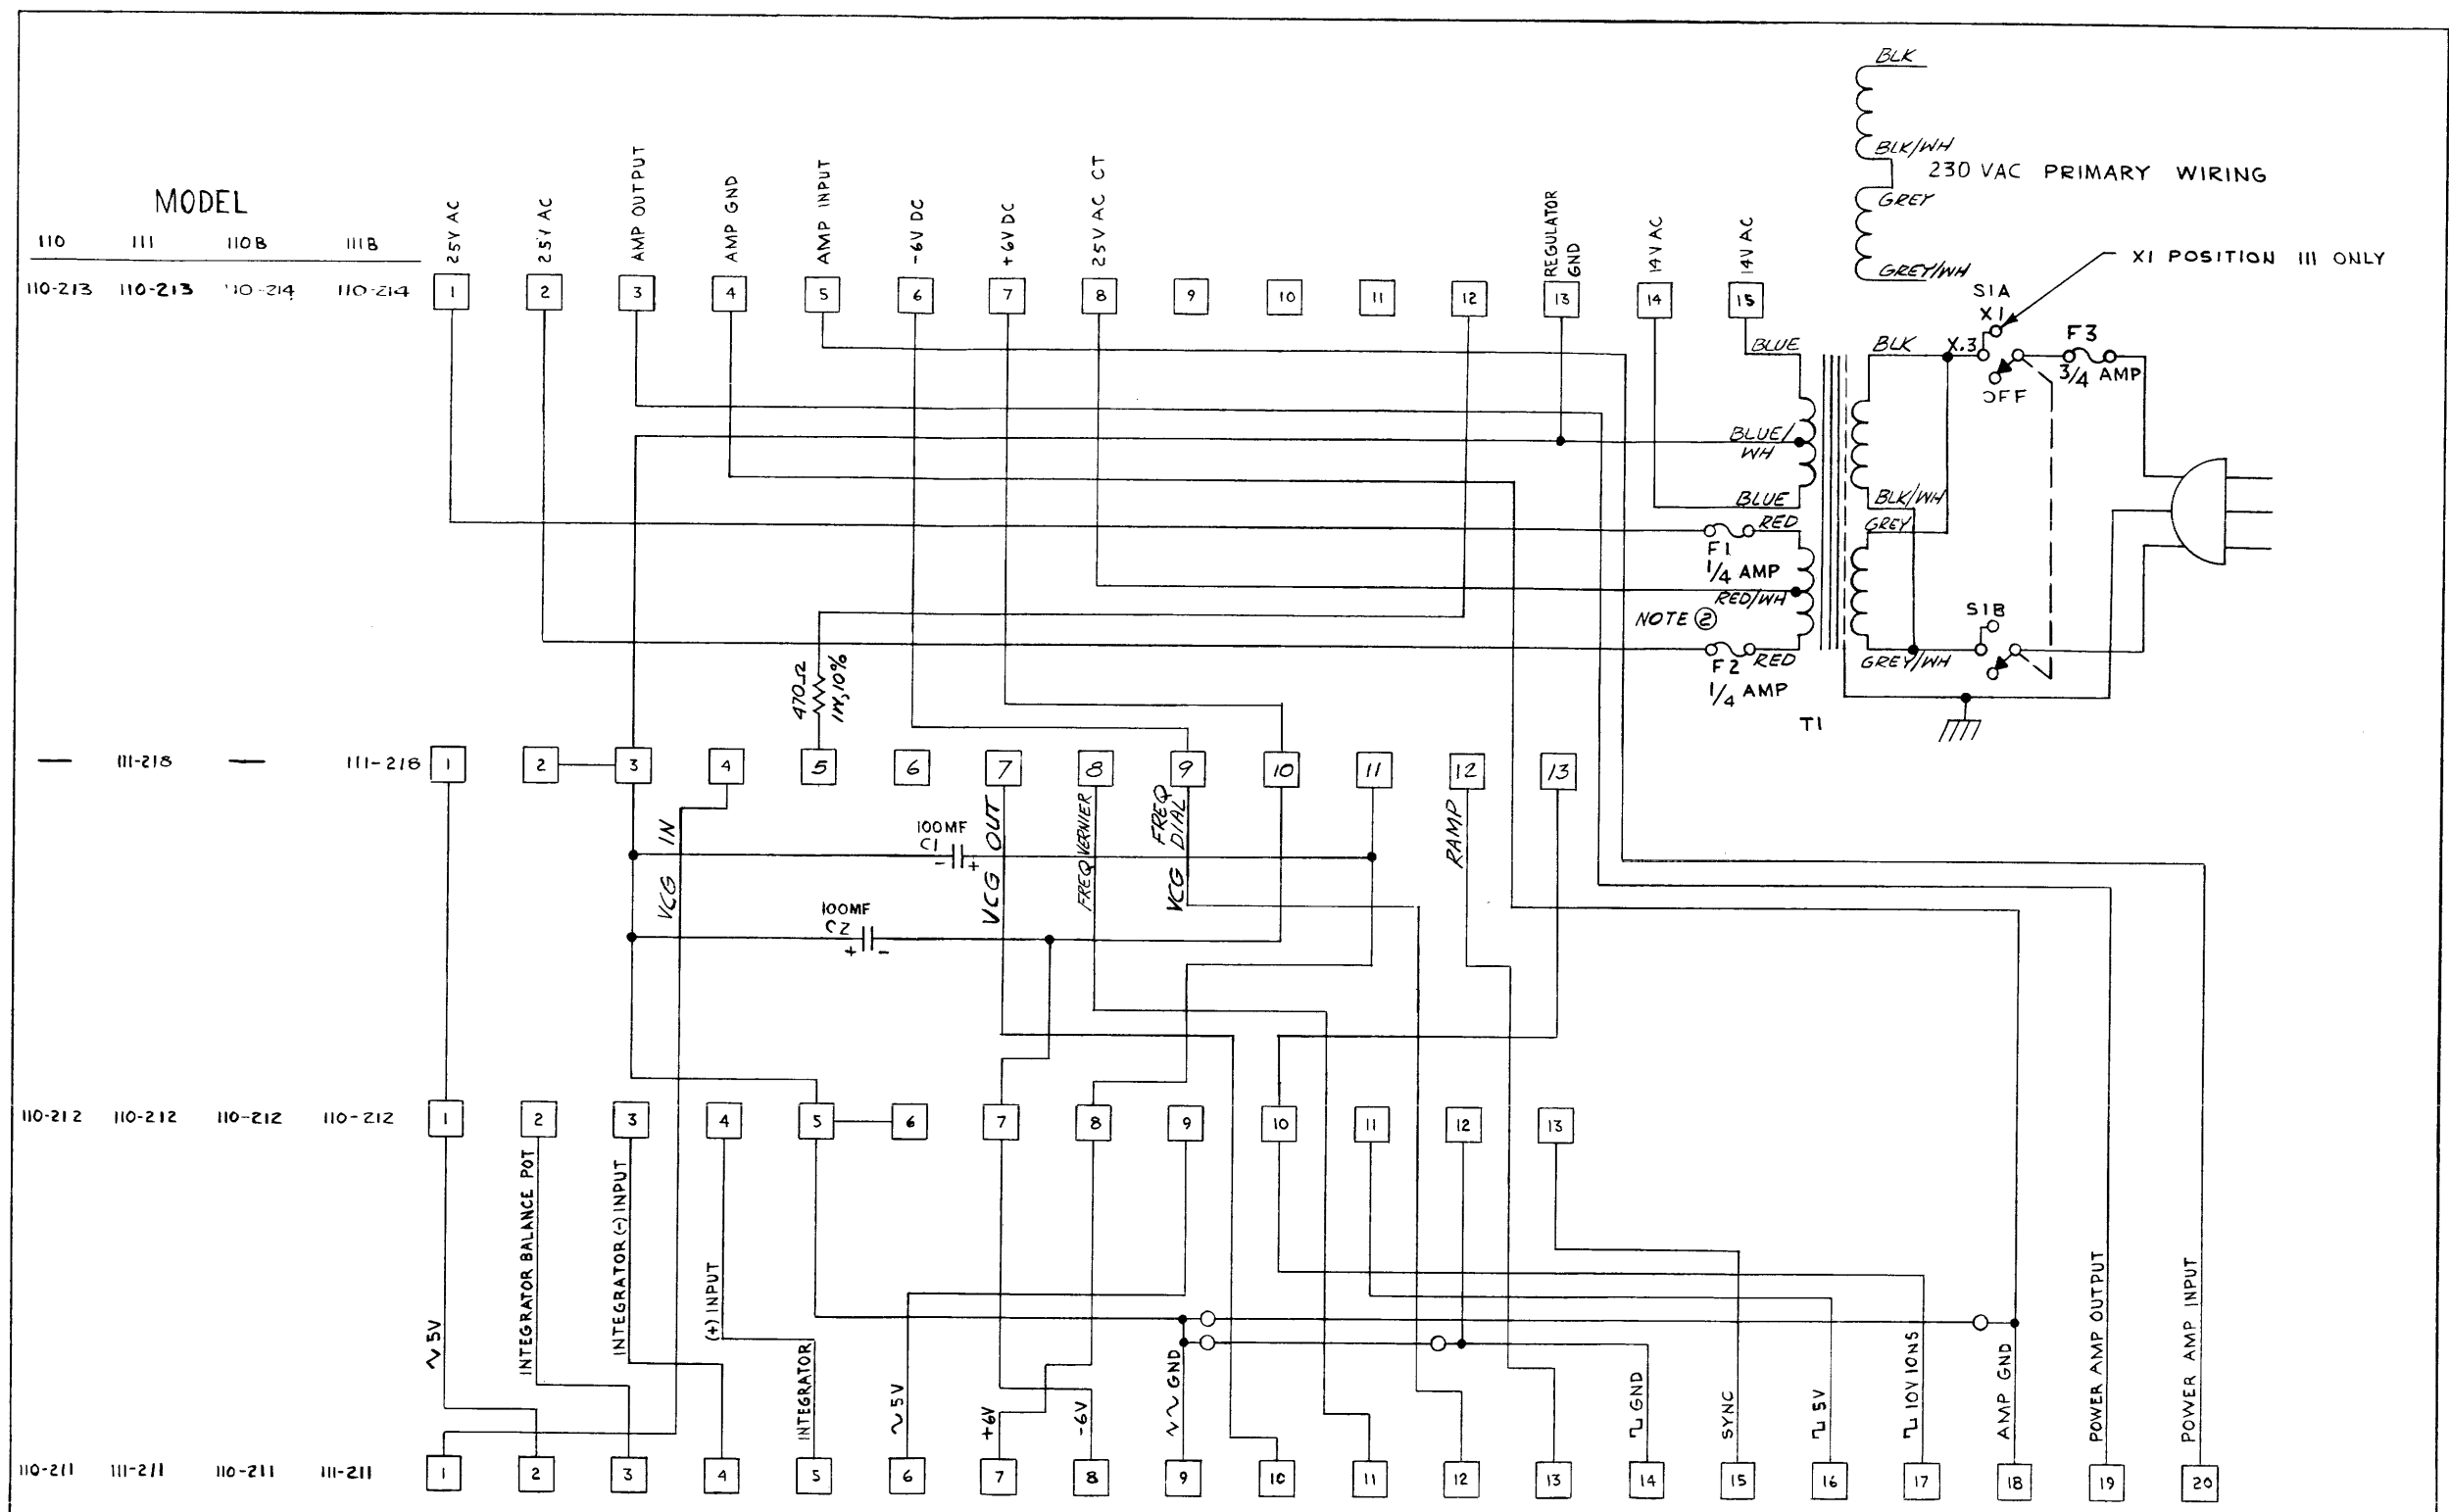 BLK
BLK/WH
230 VAC PRIMARY WIRING
GREY
GREY/WH
X1 POSITION 111 ONLY
MODEL
110 111 110B 111B
25V AC
25V AC
AMP OUTPUT
AMP GND
AMP INPUT
-6V DC
+6V DC
25V AC CT
REGULATOR
GND
14V AC
14V AC
110-213 110-213 110-214 110-214
1 2 3 4 5 6 7 8 9 10 11 12 13 14 15
S1A
X1
X.3
OFF
F3
3/4 AMP
BLUE
BLK
BLUE/
WH
BLUE
BLK/WH
RED
GREY
F1
1/4 AMP
RED/WH
NOTE 2
F2
RED
1/4 AMP
GREY/WH
S1B
T1
470Ω
1W, 10%
— 111-218 — 111-218
1 2 3 4 5 6 7 8 9 10 11 12 13
VCG IN
100MF
C1
- +
VCG OUT
FREQ VERNIER
FREQ
VCG DIAL
RAMP
100MF
C2
+ -
110-212 110-212 110-212 110-212
1 2 3 4 5 6 7 8 9 10 11 12 13
∿ 5V
INTEGRATOR BALANCE POT
INTEGRATOR (-) INPUT
(+) INPUT
INTEGRATOR
∿ 5V
+6V
-6V
∿∿ GND
GND
SYNC
5V
10V 10NS
AMP GND
POWER AMP OUTPUT
POWER AMP INPUT
110-211 111-211 110-211 111-211
1 2 3 4 5 6 7 8 9 10 11 12 13 14 15 16 17 18 19 20